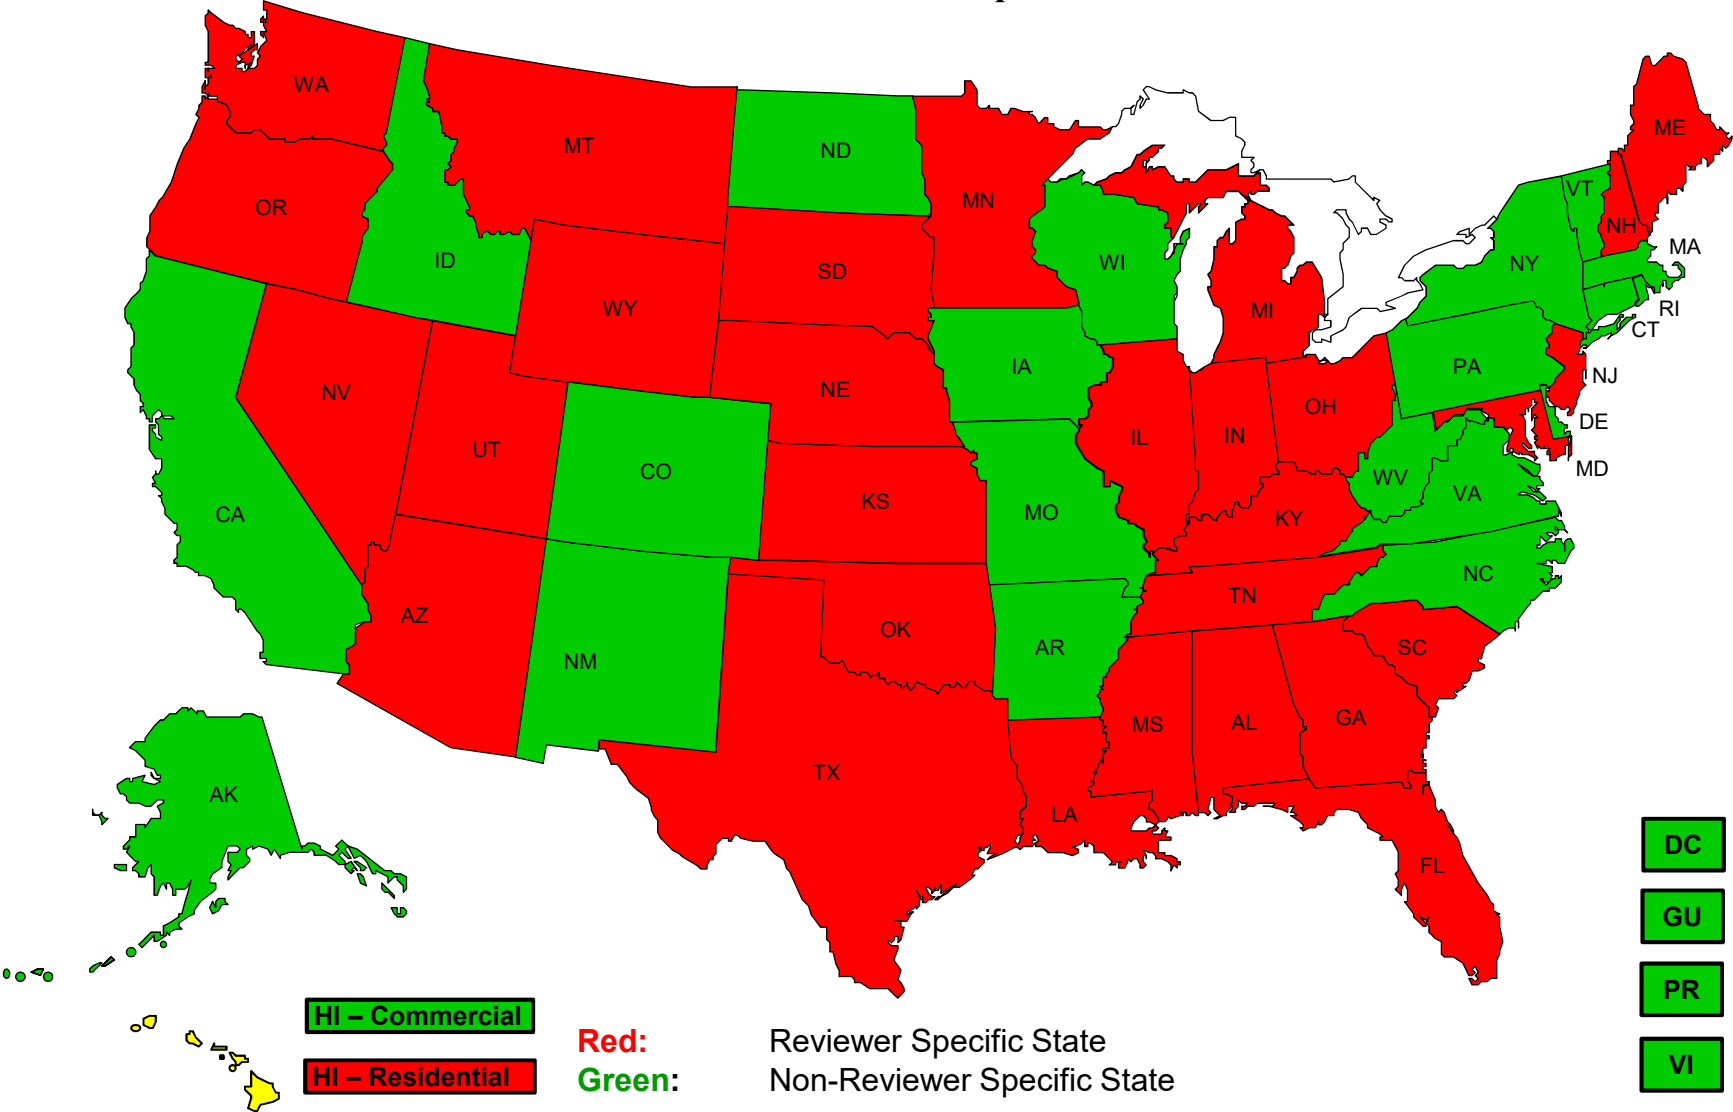 WA
MT
ND
MN
ME
OR
ID
WY
SD
WI
MI
VT
NH
NY
MA
RI
CT
NV
UT
CO
NE
IA
IL
IN
OH
PA
NJ
DE
MD
CA
AZ
NM
KS
MO
KY
WV
VA
OK
AR
TN
NC
TX
LA
MS
AL
GA
SC
FL
AK
DC
GU
PR
VI
HI – Commercial
HI – Residential
Red: Reviewer Specific State
Green: Non-Reviewer Specific State